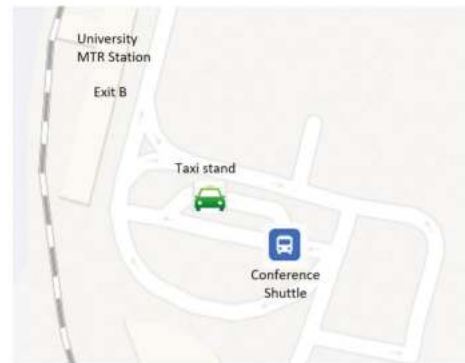 University
MTR Station
Exit B
Taxi stand
Conference
Shuttle